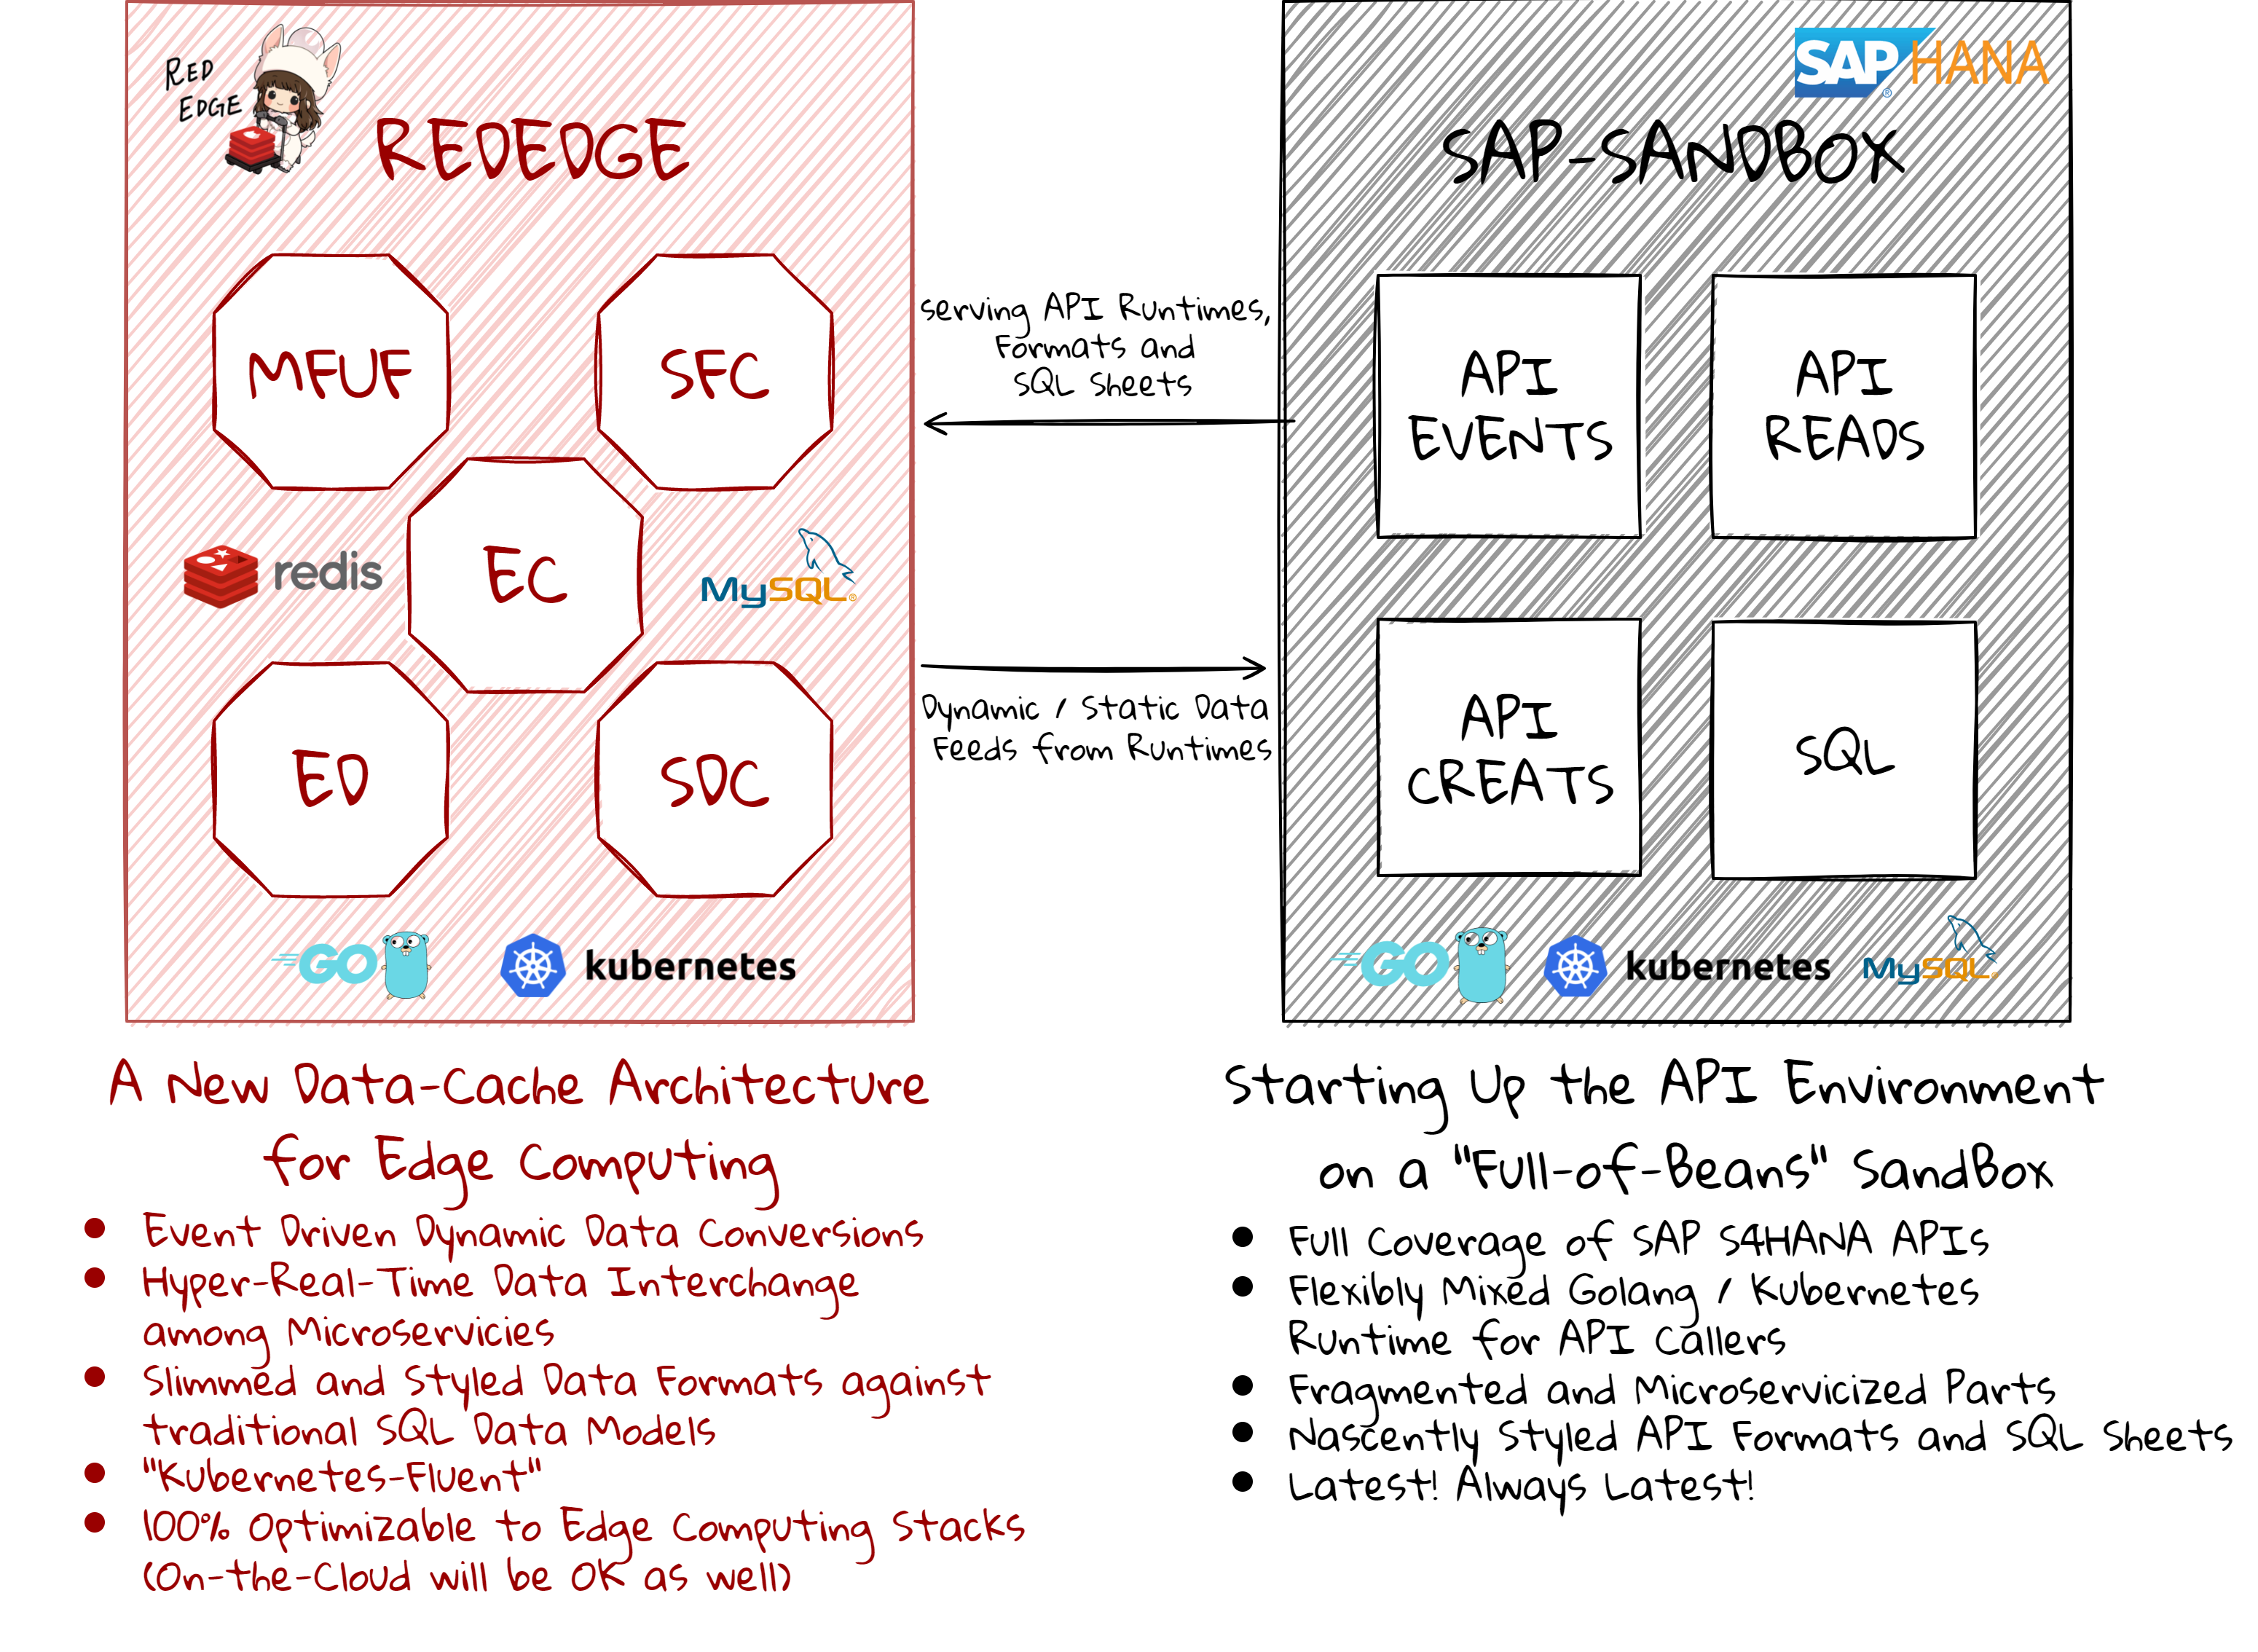 RED
EDGE
REDEDGE
MFUF
SFC
redis
EC
MySQL®
ED
SDC
GO
kubernetes
serving API Runtimes,
Formats and
SQL Sheets
Dynamic / Static Data
Feeds from Runtimes
SAP® HANA
SAP-SANDBOX
API
EVENTS
API
READS
API
CREATS
SQL
GO
kubernetes
MySQL®
A New Data-Cache Architecture
for Edge Computing
● Event Driven Dynamic Data Conversions
● Hyper-Real-Time Data Interchange
among Microservicies
● Slimmed and Styled Data Formats against
traditional SQL Data Models
● "Kubernetes-Fluent"
● 100% Optimizable to Edge Computing Stacks
(On-the-Cloud will be OK as well)
Starting Up the API Environment
on a "Full-of-Beans" SandBox
● Full Coverage of SAP S4HANA APIs
● Flexibly Mixed Golang / Kubernetes
Runtime for API Callers
● Fragmented and Microservicized Parts
● Nascently Styled API Formats and SQL Sheets
● Latest! Always Latest!